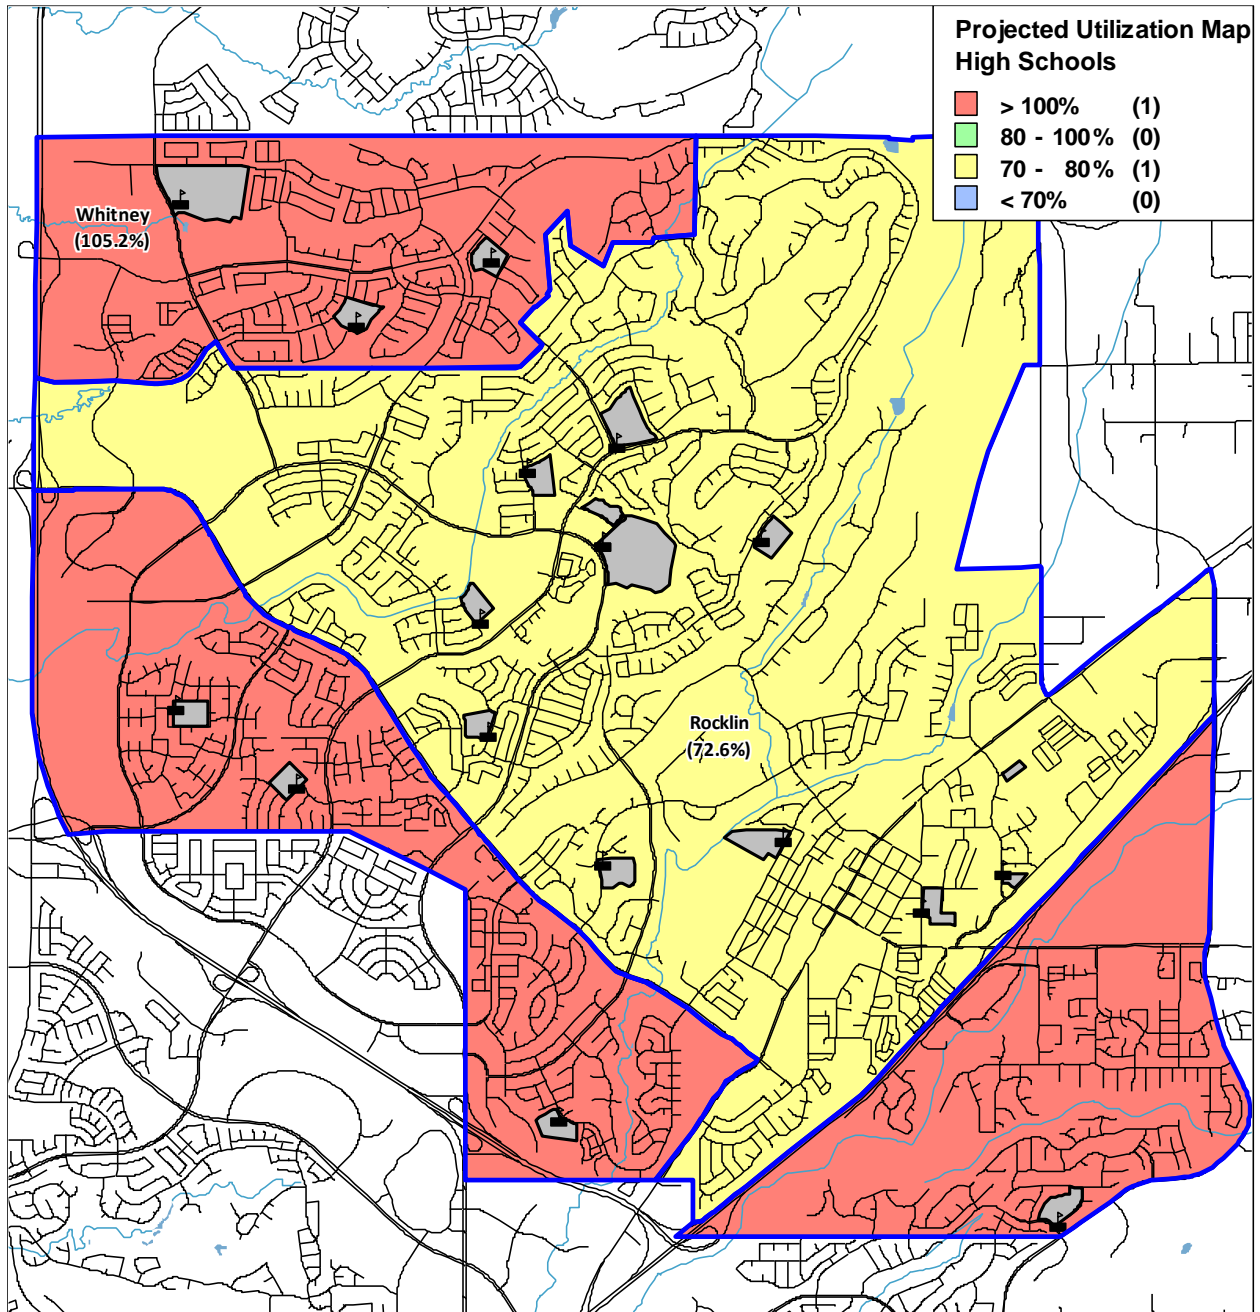 Projected Utilization Map
High Schools
> 100% (1)
80 - 100% (0)
70 - 80% (1)
< 70% (0)
Whitney
(105.2%)
Rocklin
(72.6%)